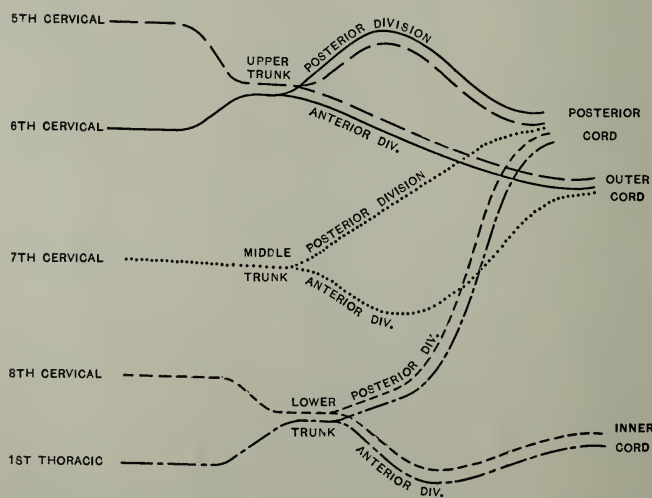 5TH CERVICAL
UPPER
TRUNK
POSTERIOR DIVISION
ANTERIOR DIV.
6TH CERVICAL
POSTERIOR
CORD
OUTER
CORD
7TH CERVICAL
MIDDLE
TRUNK
POSTERIOR DIVISION
ANTERIOR DIV.
8TH CERVICAL
LOWER
TRUNK
POSTERIOR DIV.
ANTERIOR DIV.
1ST THORACIC
INNER
CORD